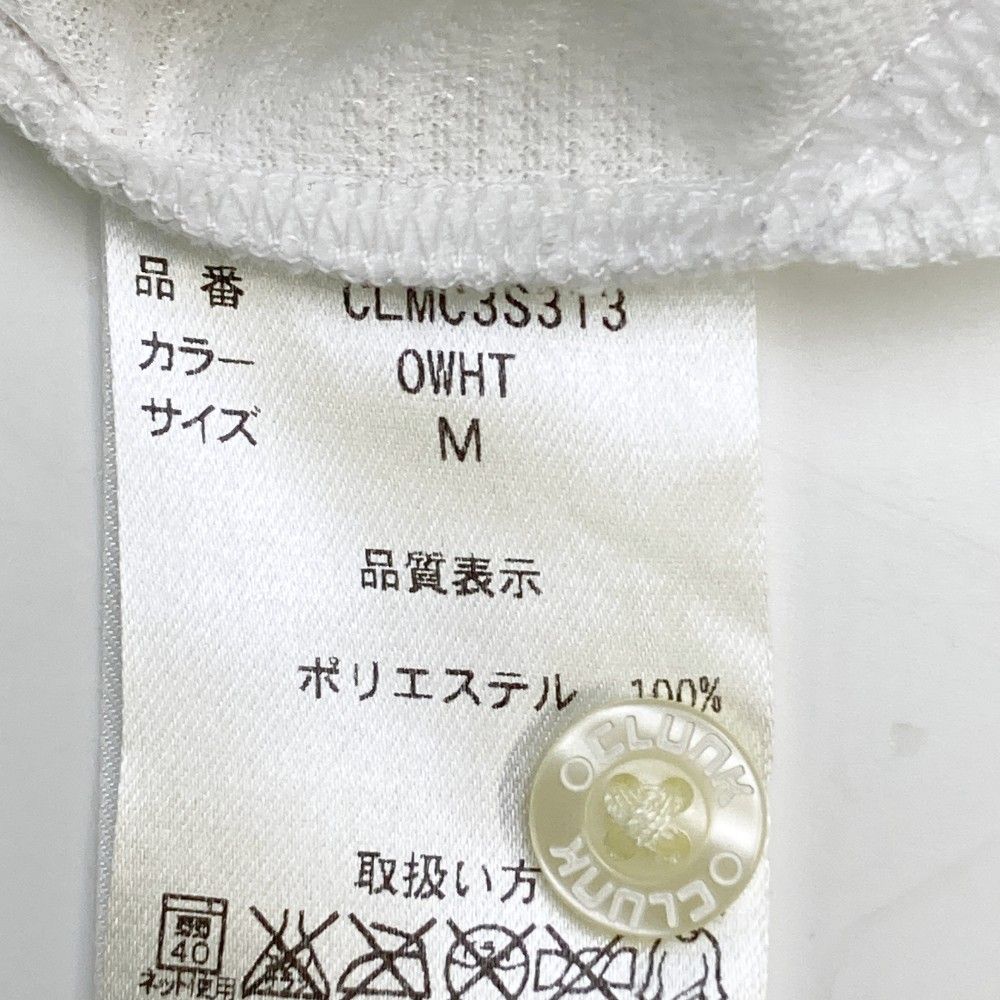 品番 CLMC3S313
カラー OWHT
サイズ M
品質表示
ポリエステル 100%
CLUNK
CLUNK
取扱い方
弱
40
ネット使用